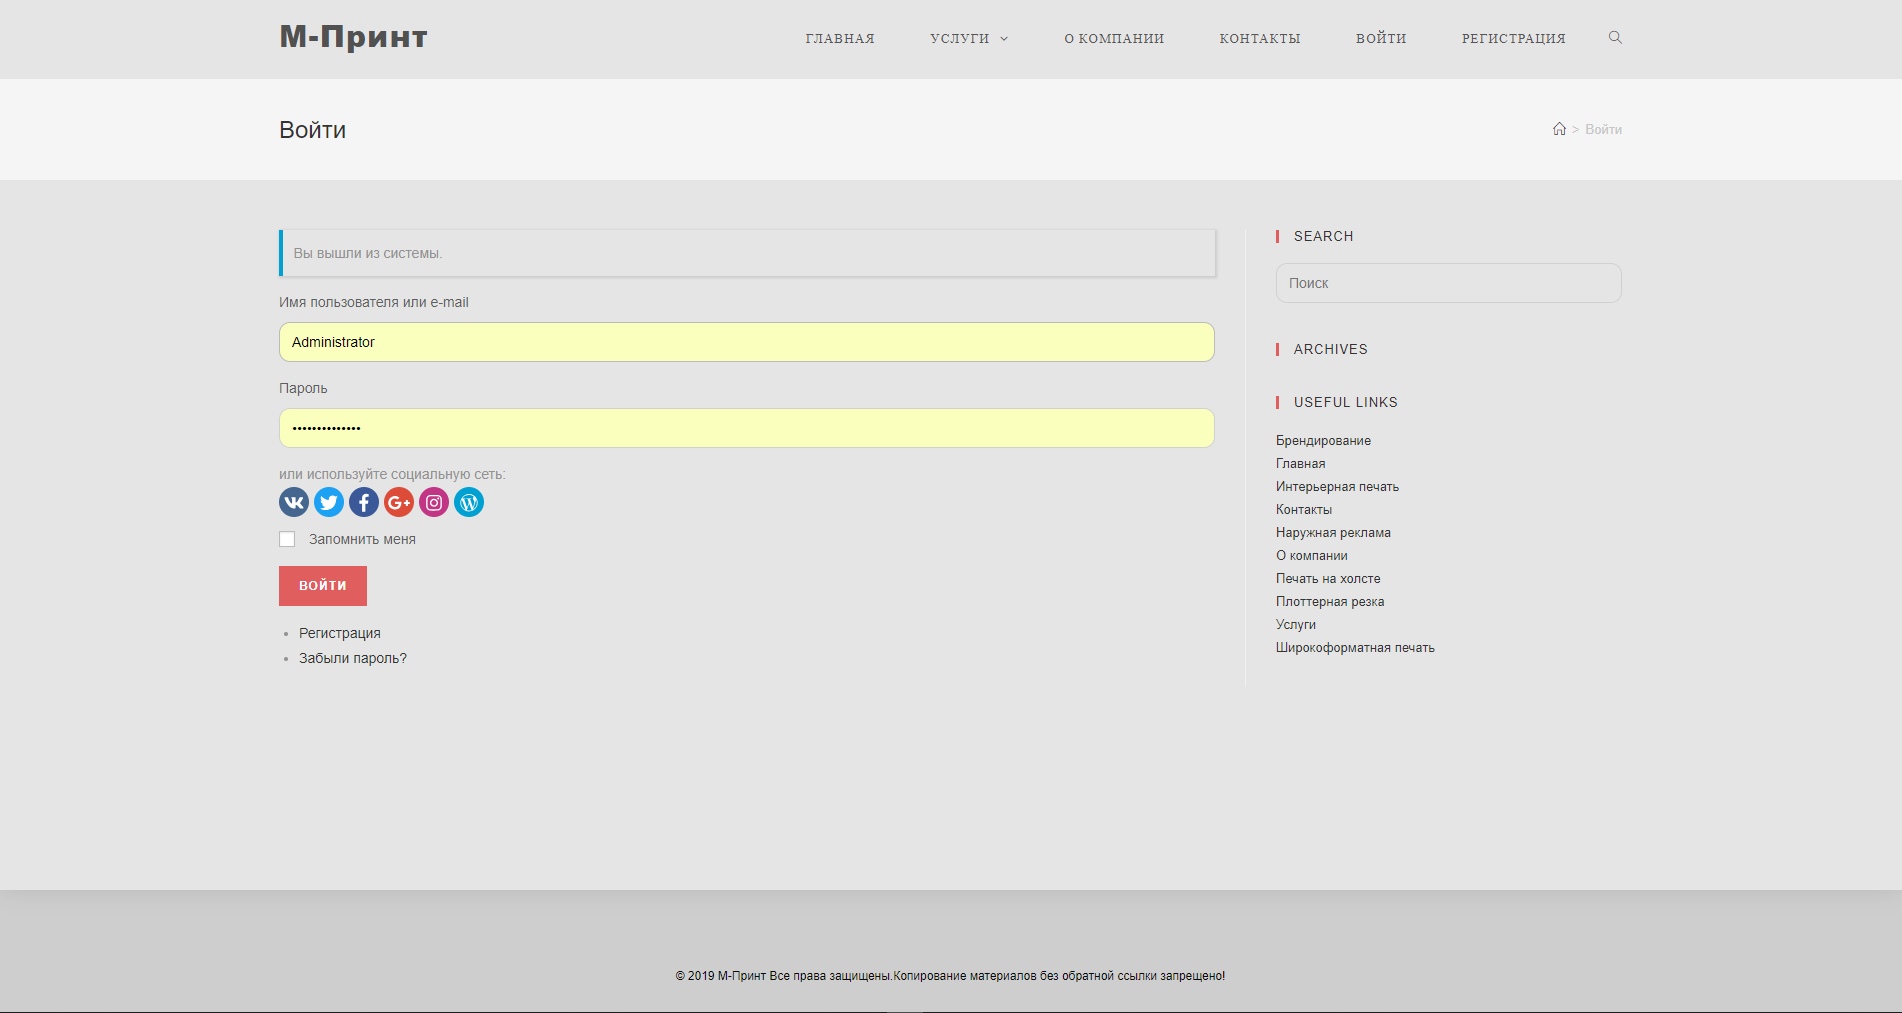 М-Принт
ГЛАВНАЯ
УСЛУГИ
О КОМПАНИИ
КОНТАКТЫ
ВОЙТИ
РЕГИСТРАЦИЯ
Войти
> Войти
Вы вышли из системы.
Имя пользователя или e-mail
Administrator
Пароль
••••••••••••••
или используйте социальную сеть:
Запомнить меня
ВОЙТИ
• Регистрация
• Забыли пароль?
SEARCH
Поиск
ARCHIVES
USEFUL LINKS
Брендирование
Главная
Интерьерная печать
Контакты
Наружная реклама
О компании
Печать на холсте
Плоттерная резка
Услуги
Широкоформатная печать
© 2019 М-Принт Все права защищены.Копирование материалов без обратной ссылки запрещено!